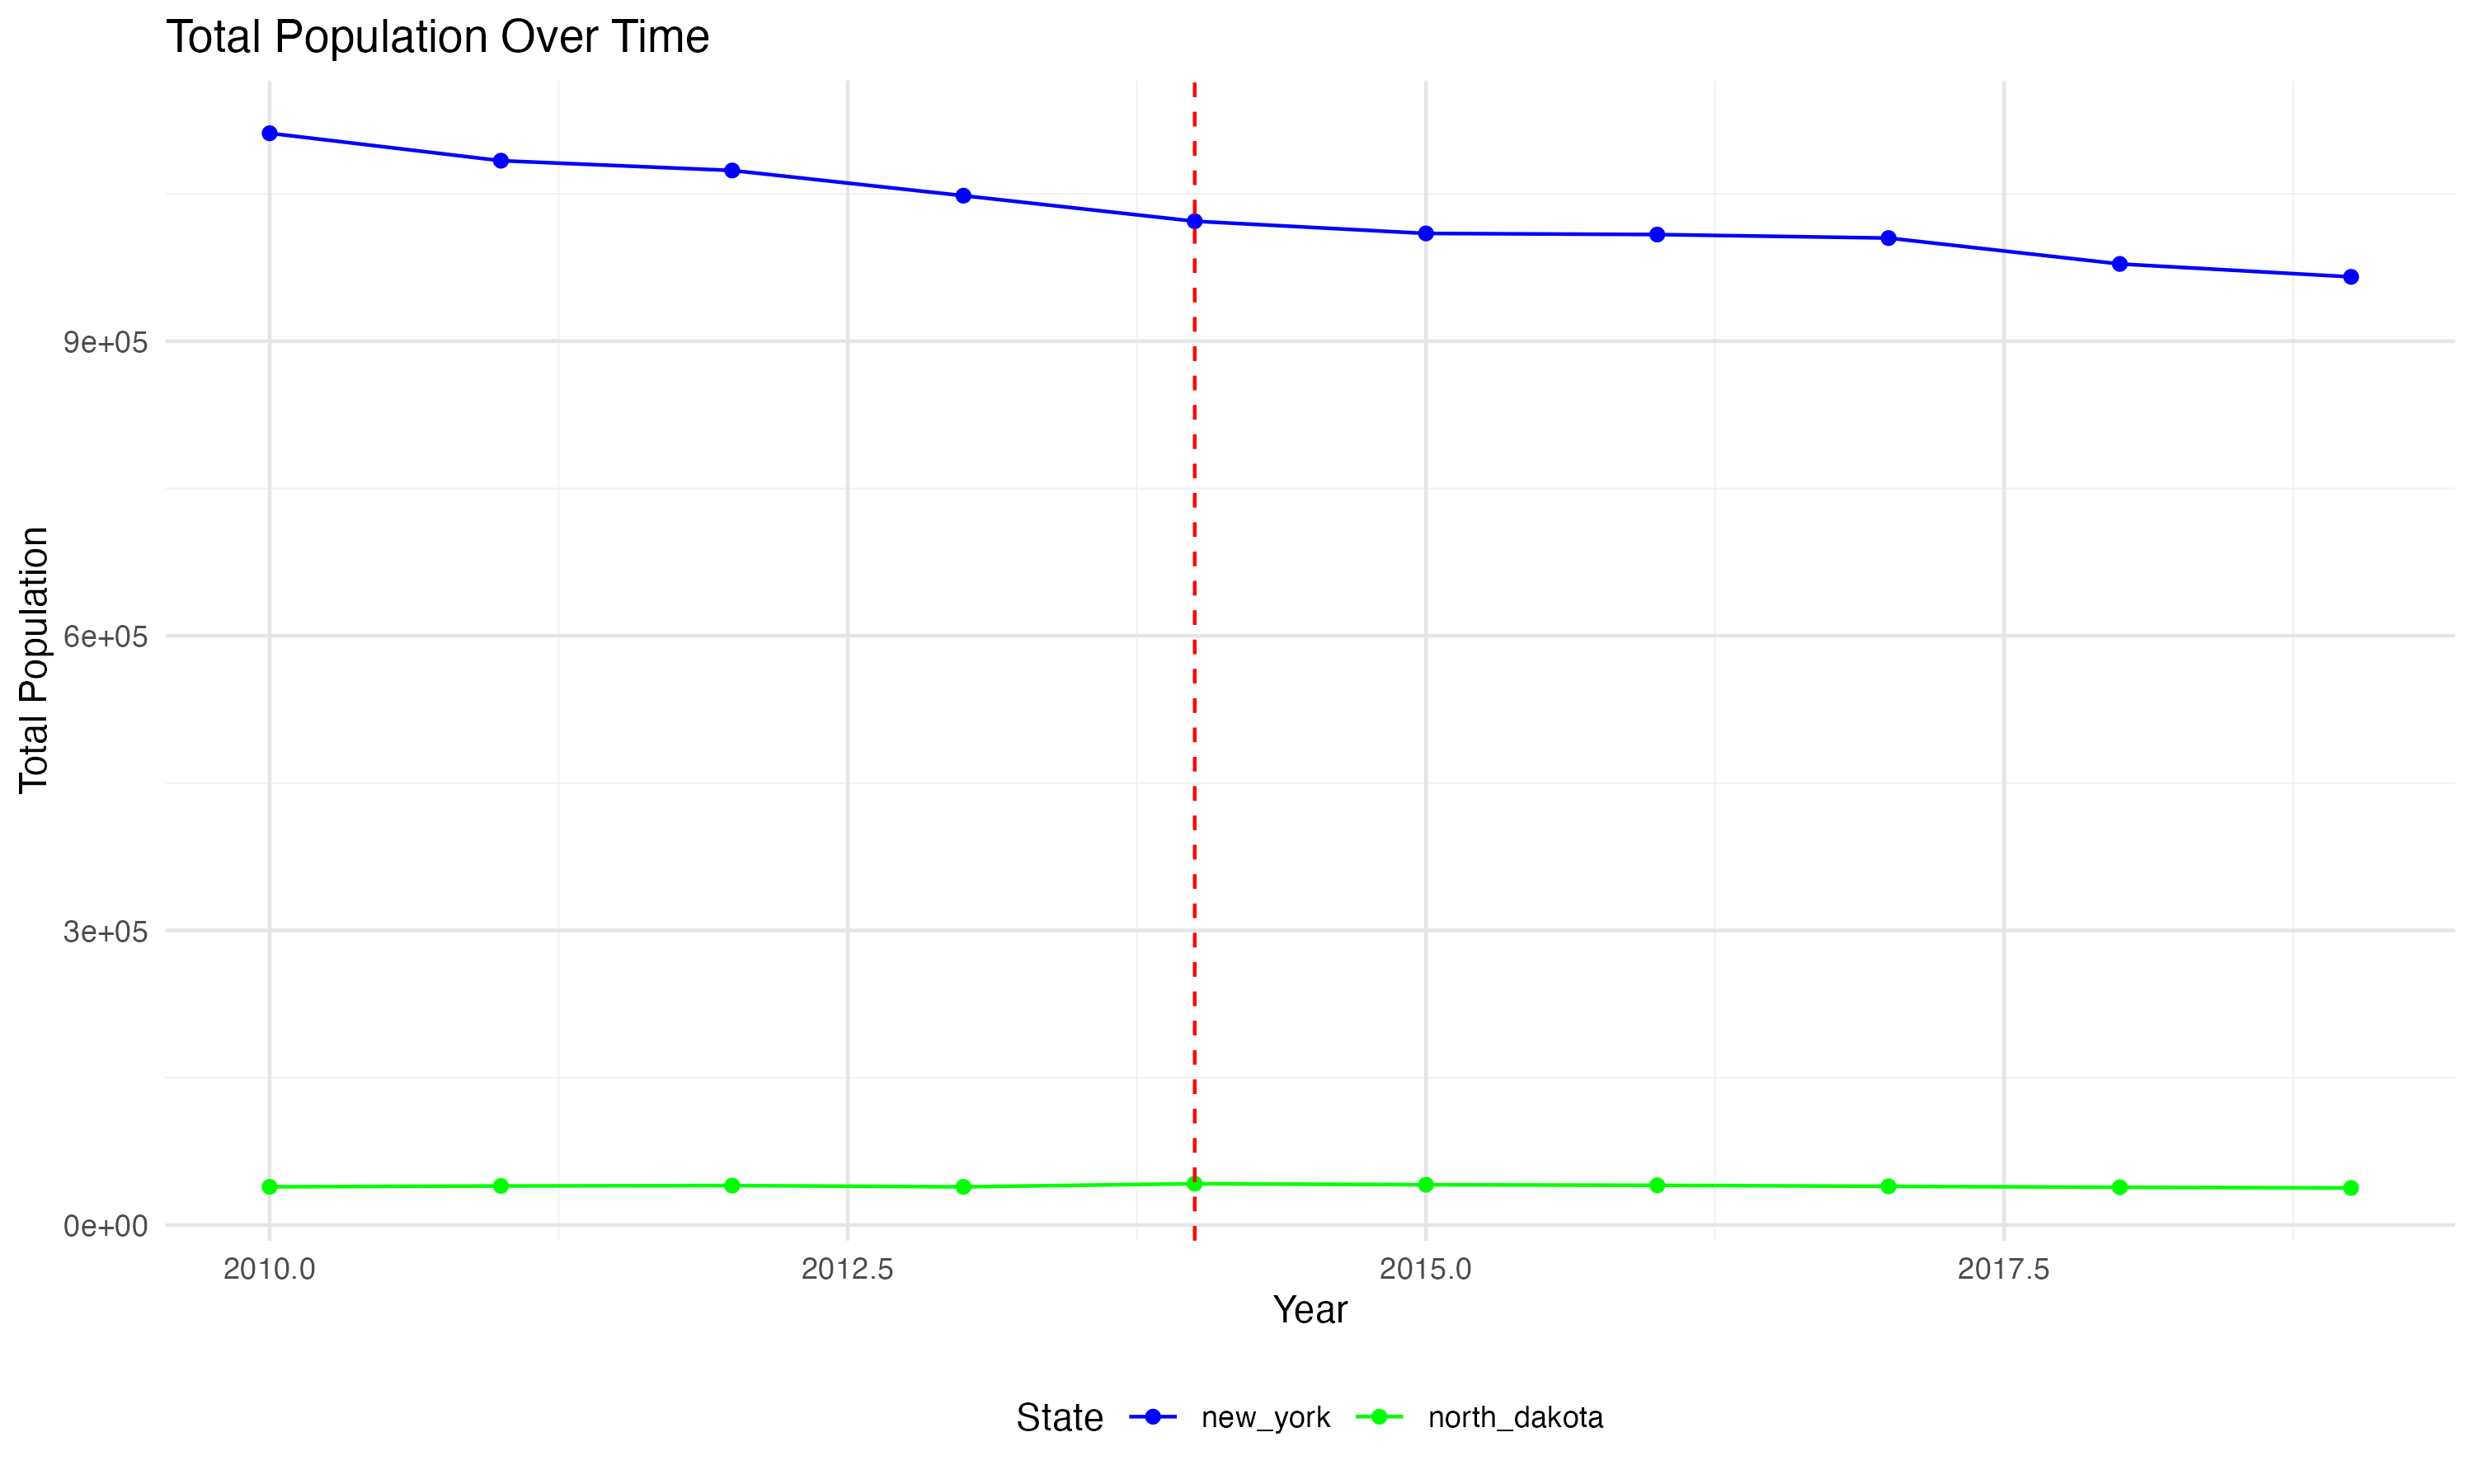 Total Population Over Time
Total Population
9e+05
6e+05
3e+05
0e+00
2010.0 2012.5 2015.0 2017.5
Year
State new_york north_dakota